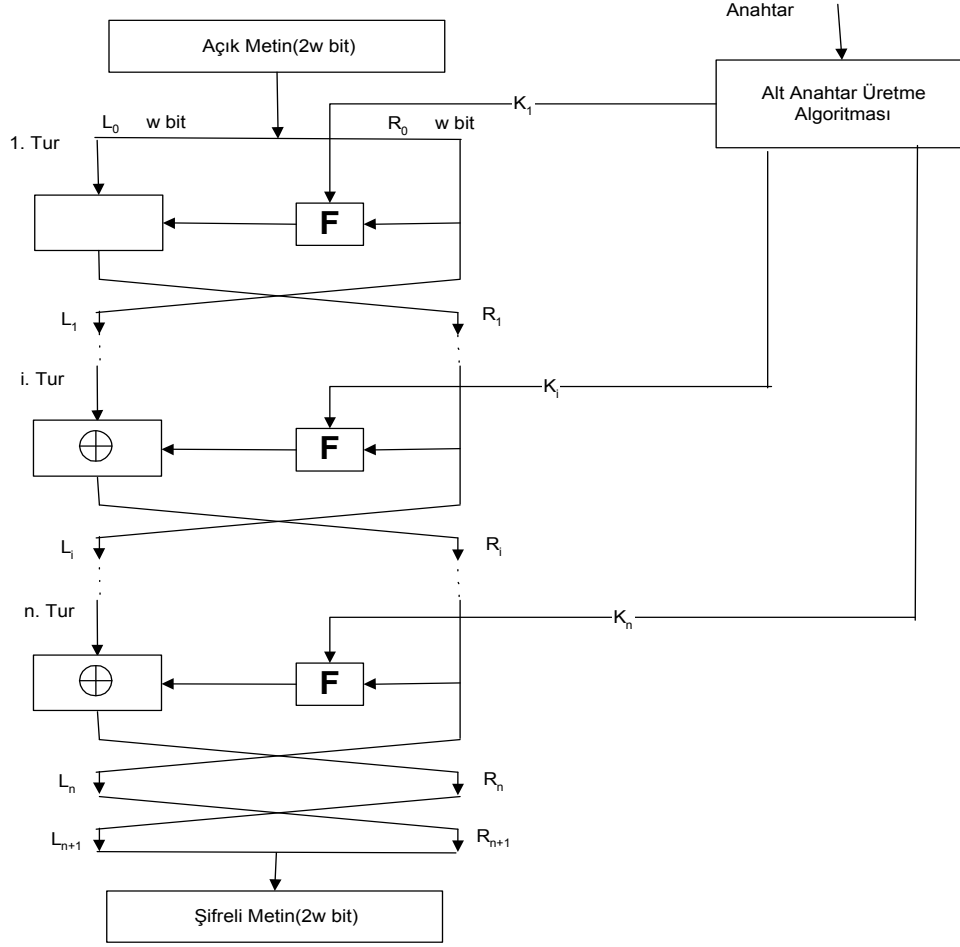 Anahtar
Açık Metin(2w bit)
Alt Anahtar Üretme
Algoritması
K1
L0 w bit
R0 w bit
1. Tur
F
L1
R1
i. Tur
Ki
F
Li
Ri
n. Tur
Kn
F
Ln
Rn
Ln+1
Rn+1
Şifreli Metin(2w bit)